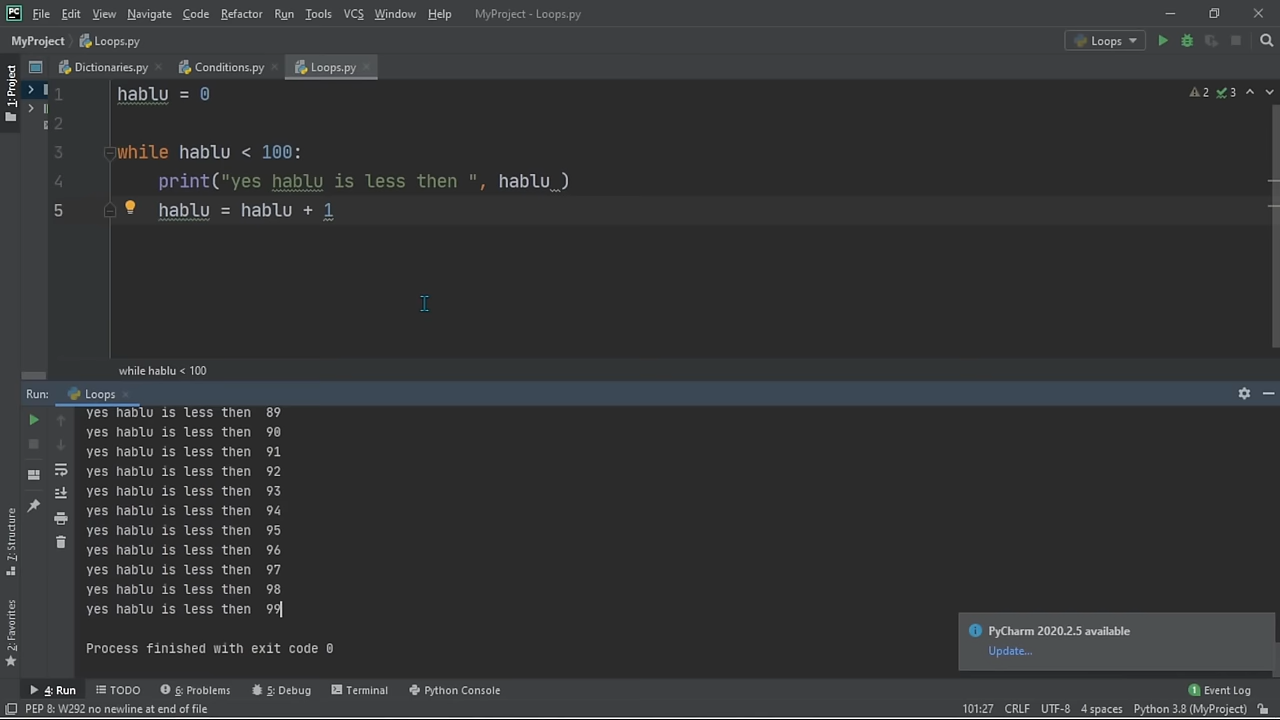 File Edit View Navigate Code Refactor Run Tools VCS Window Help MyProject - Loops.py
MyProject Loops.py Loops
Dictionaries.py Conditions.py Loops.py
1: Project
1 hablu = 0 2 3
2
3 while hablu < 100:
4 print("yes hablu is less then ", hablu )
5 hablu = hablu + 1
while hablu < 100
Run: Loops
yes hablu is less then  89
yes hablu is less then  90
yes hablu is less then  91
yes hablu is less then  92
yes hablu is less then  93
yes hablu is less then  94
yes hablu is less then  95
yes hablu is less then  96
yes hablu is less then  97
yes hablu is less then  98
yes hablu is less then  99
Process finished with exit code 0
7: Structure
2: Favorites
PyCharm 2020.2.5 available
Update...
4: Run TODO 6: Problems 5: Debug Terminal Python Console Event Log
PEP 8: W292 no newline at end of file 101:27 CRLF UTF-8 4 spaces Python 3.8 (MyProject)